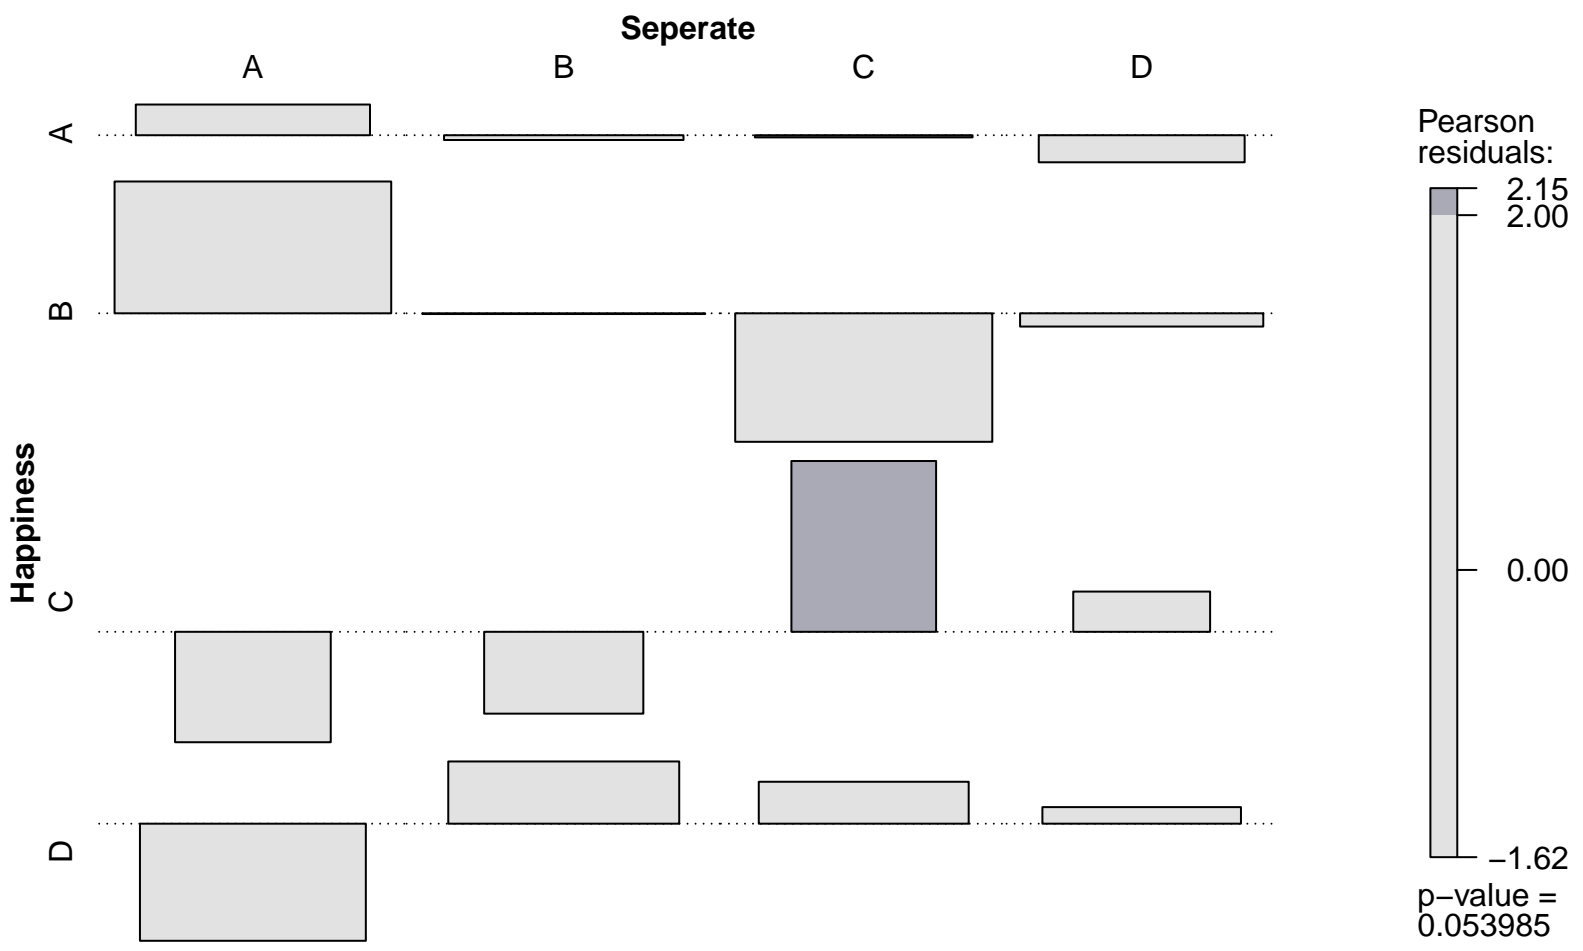 Seperate
A B C D
Happiness
A
B
C
D
Pearson
residuals:
2.15
2.00
0.00
−1.62
p−value =
0.053985